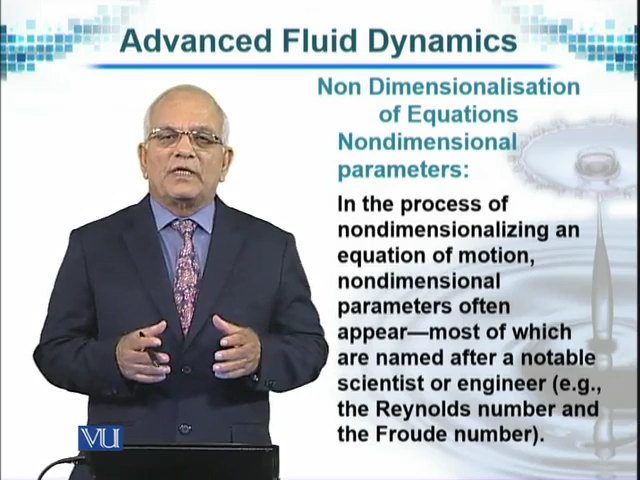 Advanced Fluid Dynamics
Non Dimensionalisation
of Equations
Nondimensional
parameters:
In the process of
nondimensionalizing an
equation of motion,
nondimensional
parameters often
appear—most of which
are named after a notable
scientist or engineer (e.g.,
the Reynolds number and
the Froude number).
VU